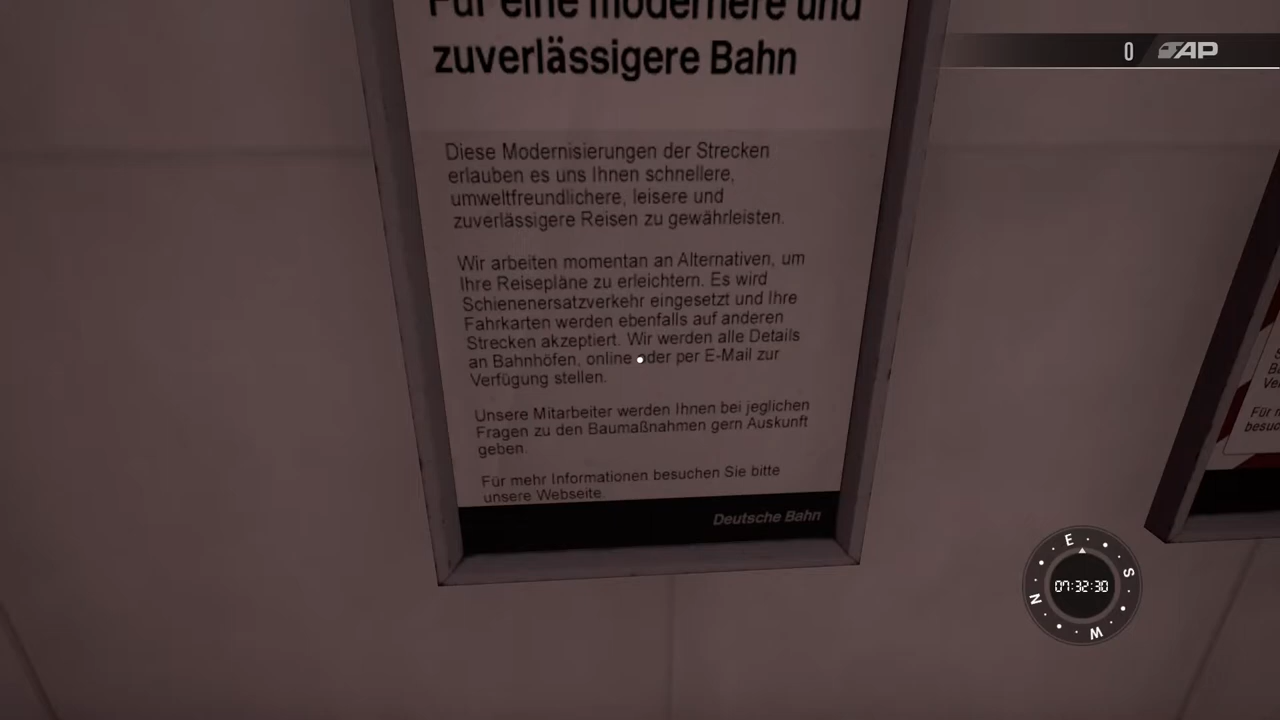 Für eine modernere und
zuverlässigere Bahn
0 AP
Diese Modernisierungen der Strecken
erlauben es uns Ihnen schnellere,
umweltfreundlichere, leisere und
zuverlässigere Reisen zu gewährleisten.
Wir arbeiten momentan an Alternativen, um
Ihre Reisepläne zu erleichtern. Es wird
Schienenersatzverkehr eingesetzt und Ihre
Fahrkarten werden ebenfalls auf anderen
Strecken akzeptiert. Wir werden alle Details
an Bahnhöfen, online oder per E-Mail zur
Verfügung stellen.
Unsere Mitarbeiter werden Ihnen bei jeglichen
Fragen zu den Baumaßnahmen gern Auskunft
geben.
Für mehr Informationen besuchen Sie bitte
unsere Webseite.
Deutsche Bahn
E
S
W
N
07:32:30